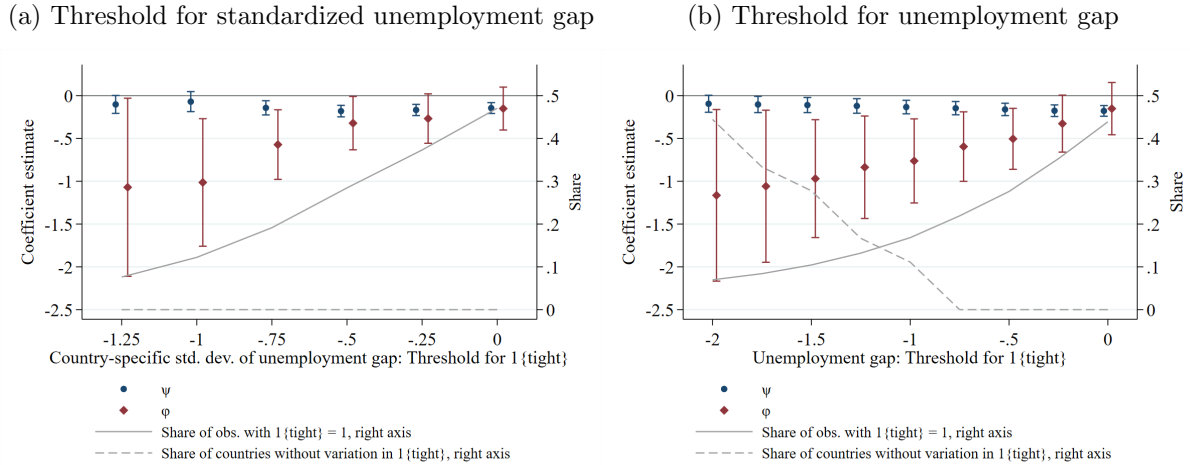 (a) Threshold for standardized unemployment gap
0
-.5
-1
-1.5
-2
-2.5
Coefficient estimate
.5
.4
.3
.2
.1
0
Share
-1.25 -1 -.75 -.5 -.25 0
Country-specific std. dev. of unemployment gap: Threshold for 1{tight}
ψ
φ
Share of obs. with 1{tight} = 1, right axis
Share of countries without variation in 1{tight}, right axis
(b) Threshold for unemployment gap
0
-.5
-1
-1.5
-2
-2.5
Coefficient estimate
.5
.4
.3
.2
.1
0
Share
-2 -1.5 -1 -.5 0
Unemployment gap: Threshold for 1{tight}
ψ
φ
Share of obs. with 1{tight} = 1, right axis
Share of countries without variation in 1{tight}, right axis